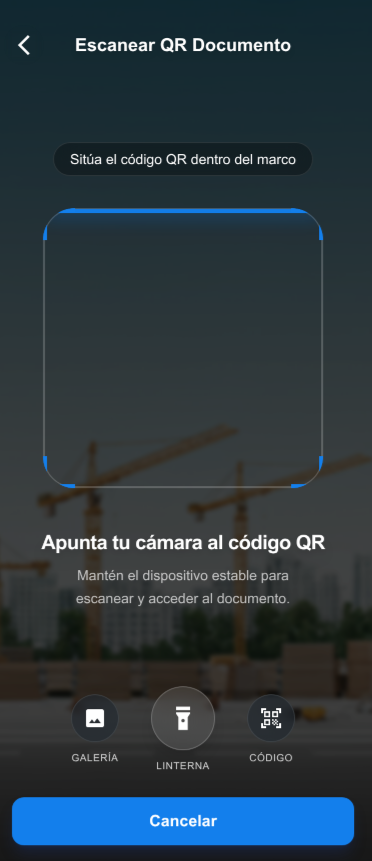 Escanear QR Documento
Sitúa el código QR dentro del marco
Apunta tu cámara al código QR
Mantén el dispositivo estable para
escanear y acceder al documento.
GALERÍA
LINTERNA
CÓDIGO
Cancelar